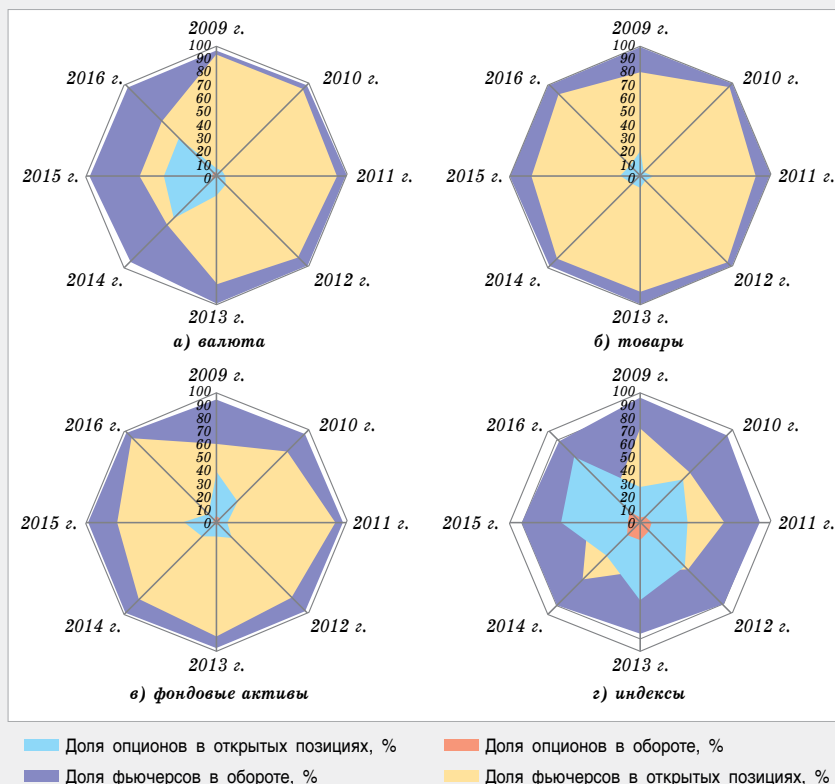 2009 г.
100
90
80
70
60
50
40
30
20
10
0
2010 г.
2011 г.
2012 г.
2013 г.
2014 г.
2015 г.
2016 г.
а) валюта
2009 г.
100
90
80
70
60
50
40
30
20
10
0
2010 г.
2011 г.
2012 г.
2013 г.
2014 г.
2015 г.
2016 г.
б) товары
2009 г.
100
90
80
70
60
50
40
30
20
10
0
2010 г.
2011 г.
2012 г.
2013 г.
2014 г.
2015 г.
2016 г.
в) фондовые активы
2009 г.
100
90
80
70
60
50
40
30
20
10
0
2010 г.
2011 г.
2012 г.
2013 г.
2014 г.
2015 г.
2016 г.
г) индексы
Доля опционов в открытых позициях, %
Доля опционов в обороте, %
Доля фьючерсов в обороте, %
Доля фьючерсов в открытых позициях, %